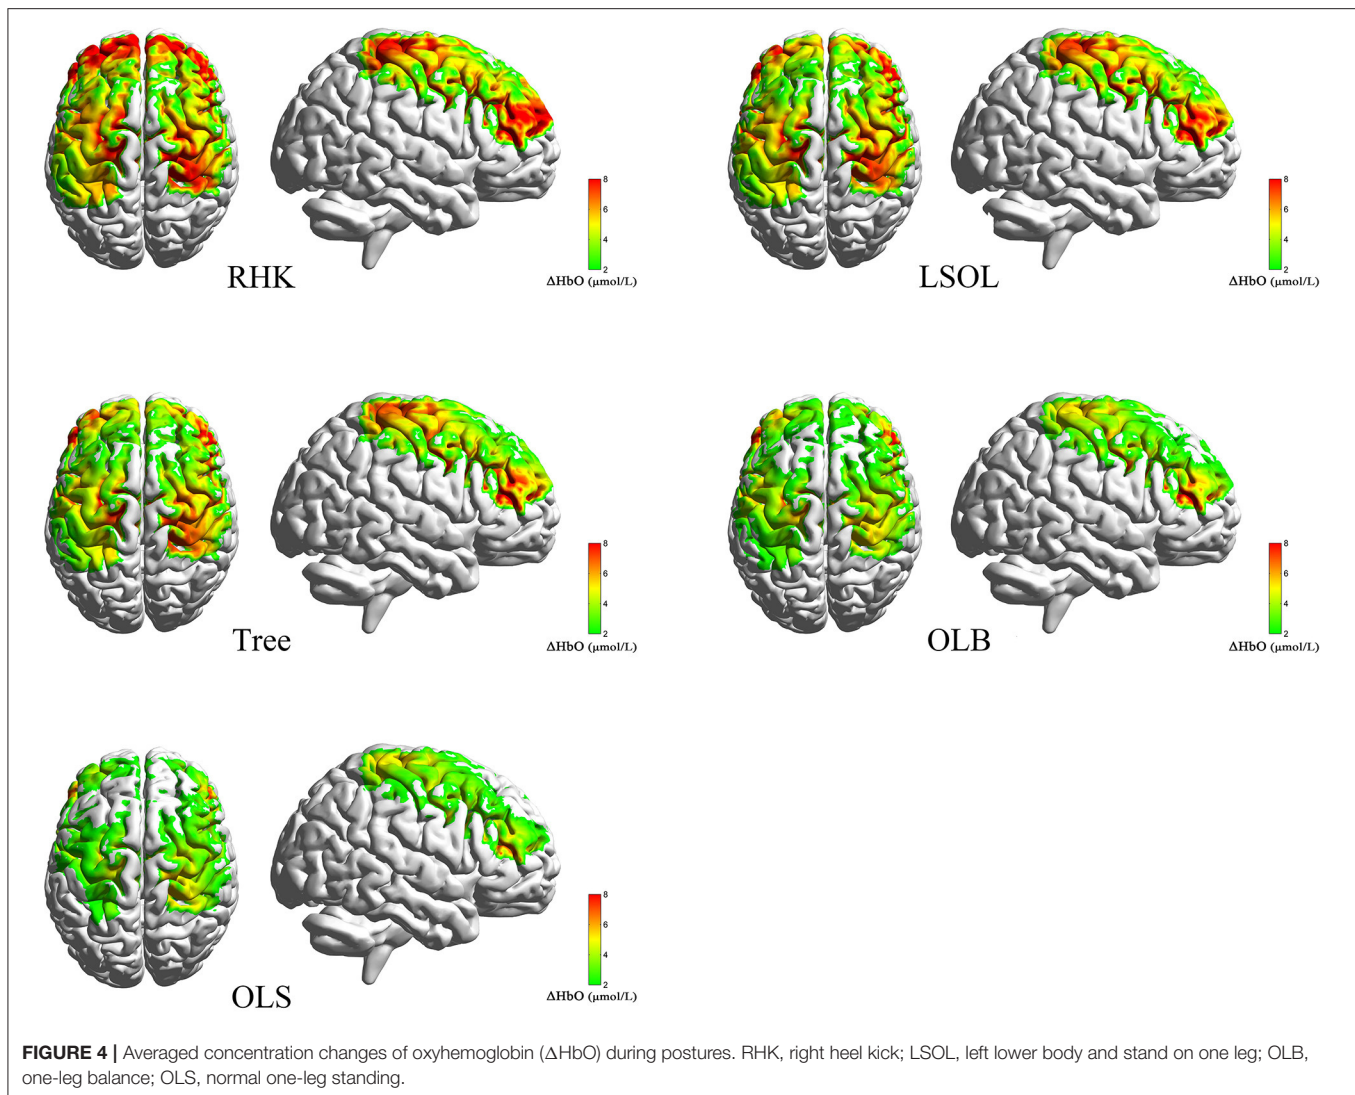 8
6
4
2
ΔHbO (μmol/L)
RHK
8
6
4
2
ΔHbO (μmol/L)
LSOL
8
6
4
2
ΔHbO (μmol/L)
Tree
8
6
4
2
ΔHbO (μmol/L)
OLB
8
6
4
2
ΔHbO (μmol/L)
OLS
FIGURE 4 | Averaged concentration changes of oxyhemoglobin (ΔHbO) during postures. RHK, right heel kick; LSOL, left lower body and stand on one leg; OLB,
one-leg balance; OLS, normal one-leg standing.